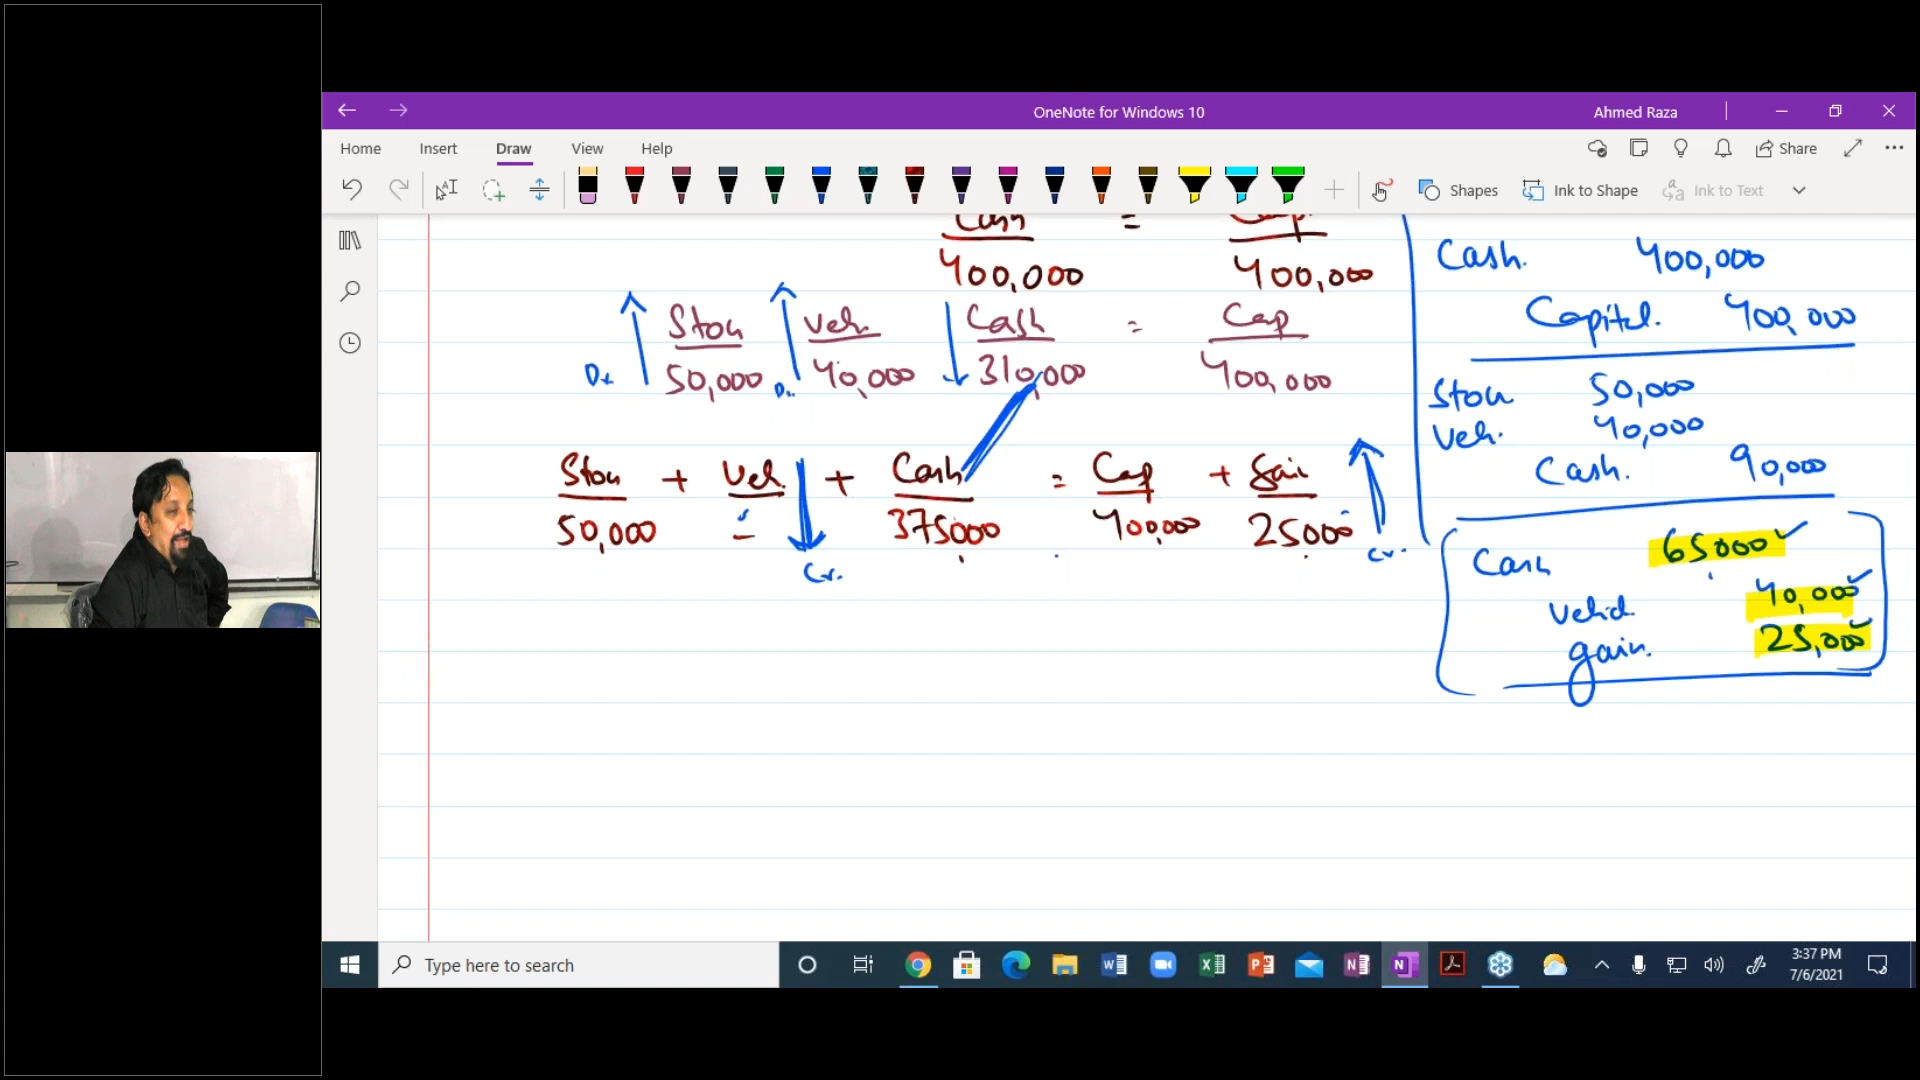 OneNote for Windows 10
Ahmed Raza
Home Insert Draw View Help
Share
Shapes Ink to Shape Ink to Text
Cash = Cap
400,000 400,000
Stock Veh. Cash = Cap
Dr 50,000 Dr. 40,000 310,000 400,000
Stock + Veh. + Cash = Cap + Gain
50,000 - 375000 400,000 25000
Cr. Cr.
Cash. 400,000
Capital. 400,000
Stock 50,000
Veh. 40,000
Cash. 90,000
Cash 65000
40,000
gain. 25,000
Type here to search
3:37 PM
7/6/2021